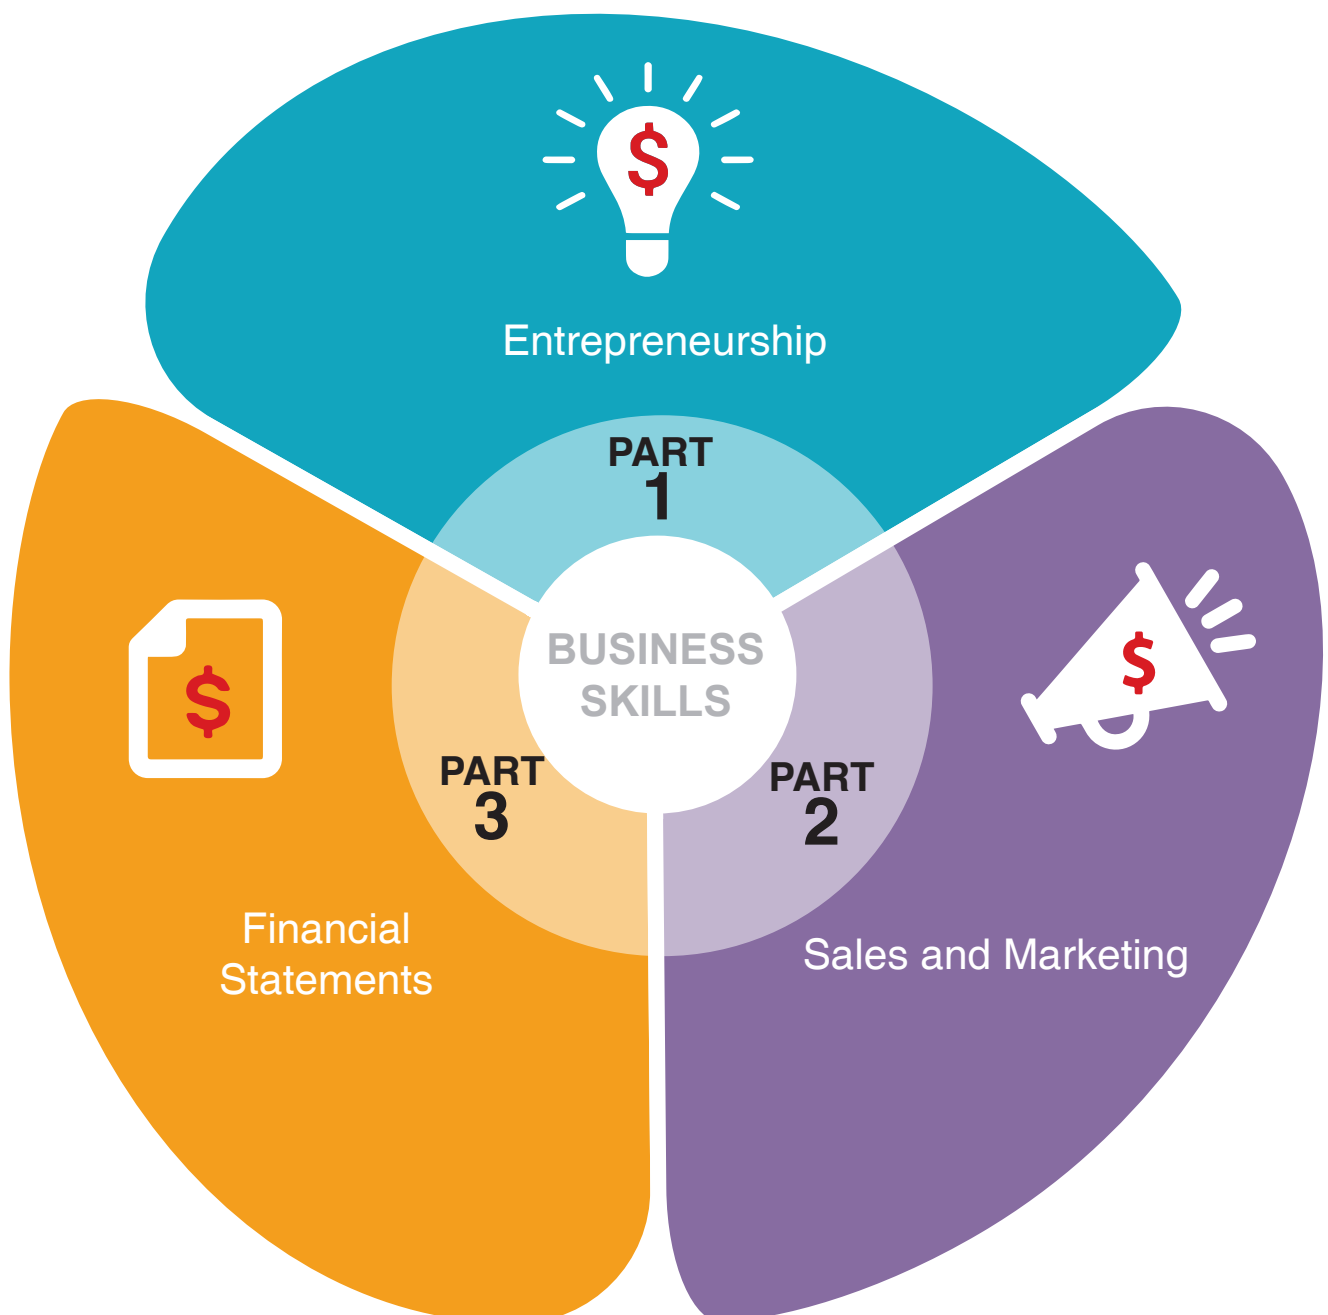 $
Entrepreneurship
PART
1
BUSINESS
SKILLS
$
PART
2
Sales and Marketing
$
PART
3
Financial
Statements